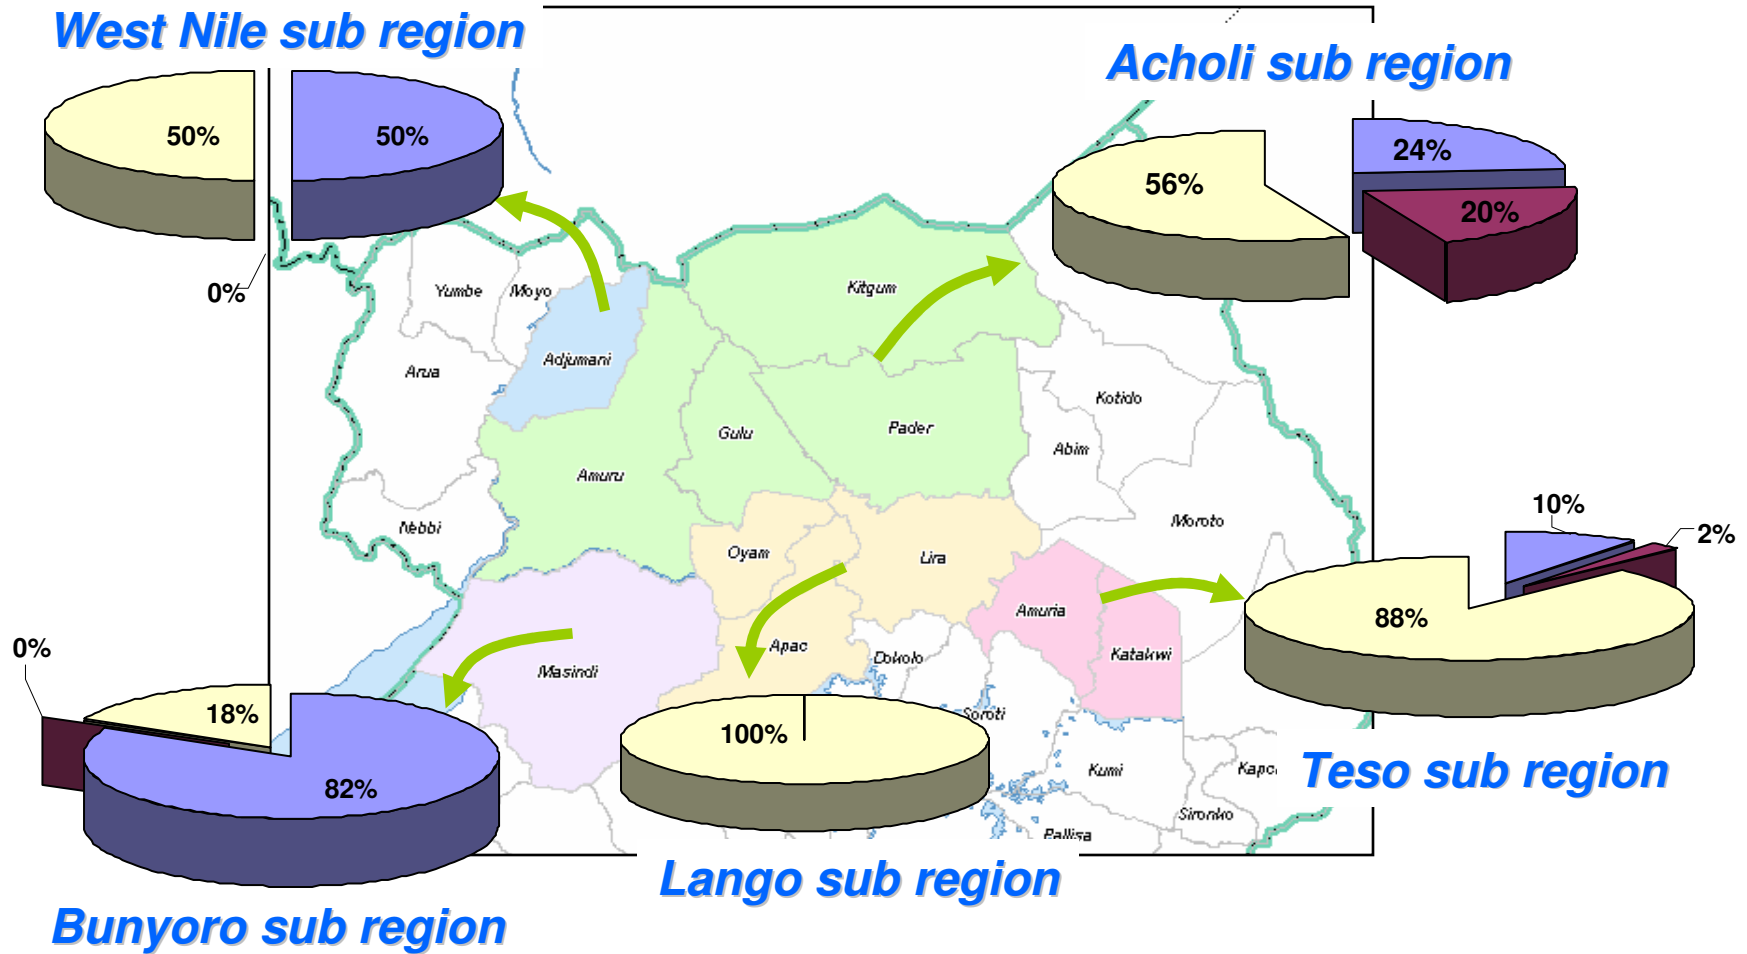 West Nile sub region
Acholi sub region
50%
50%
24%
56%
20%
0%
Yumbe
Moyo
Kitgum
Adjumani
Arua
Kotido
Gulu
Pader
Abim
Amuru
10%
Nebbi
Moroto
2%
Oyam
Lira
Amuria
88%
0%
Apac
Dokolo
Katakwi
Masindi
18%
Soroti
100%
Kumi
Teso sub region
82%
Sironko
Pallisa
Lango sub region
Bunyoro sub region